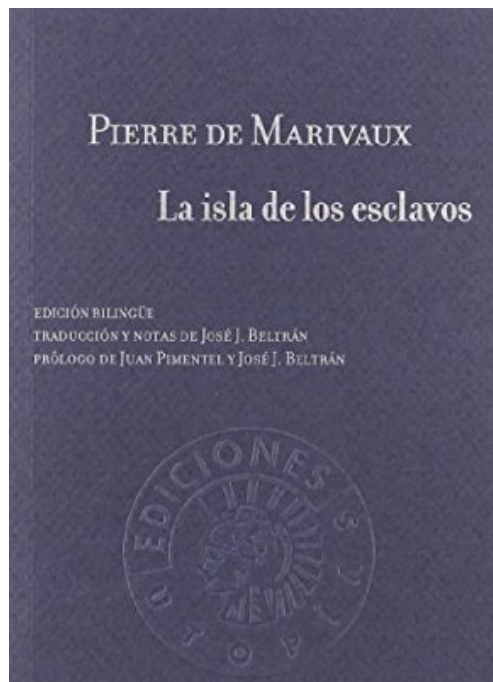 PIERRE DE MARIVAUX
La isla de los esclavos
EDICIÓN BILINGÜE
TRADUCCIÓN Y NOTAS DE JOSÉ J. BELTRÁN
PRÓLOGO DE JUAN PIMENTEL Y JOSÉ J. BELTRÁN
EDICIONES
UTOPÍAS